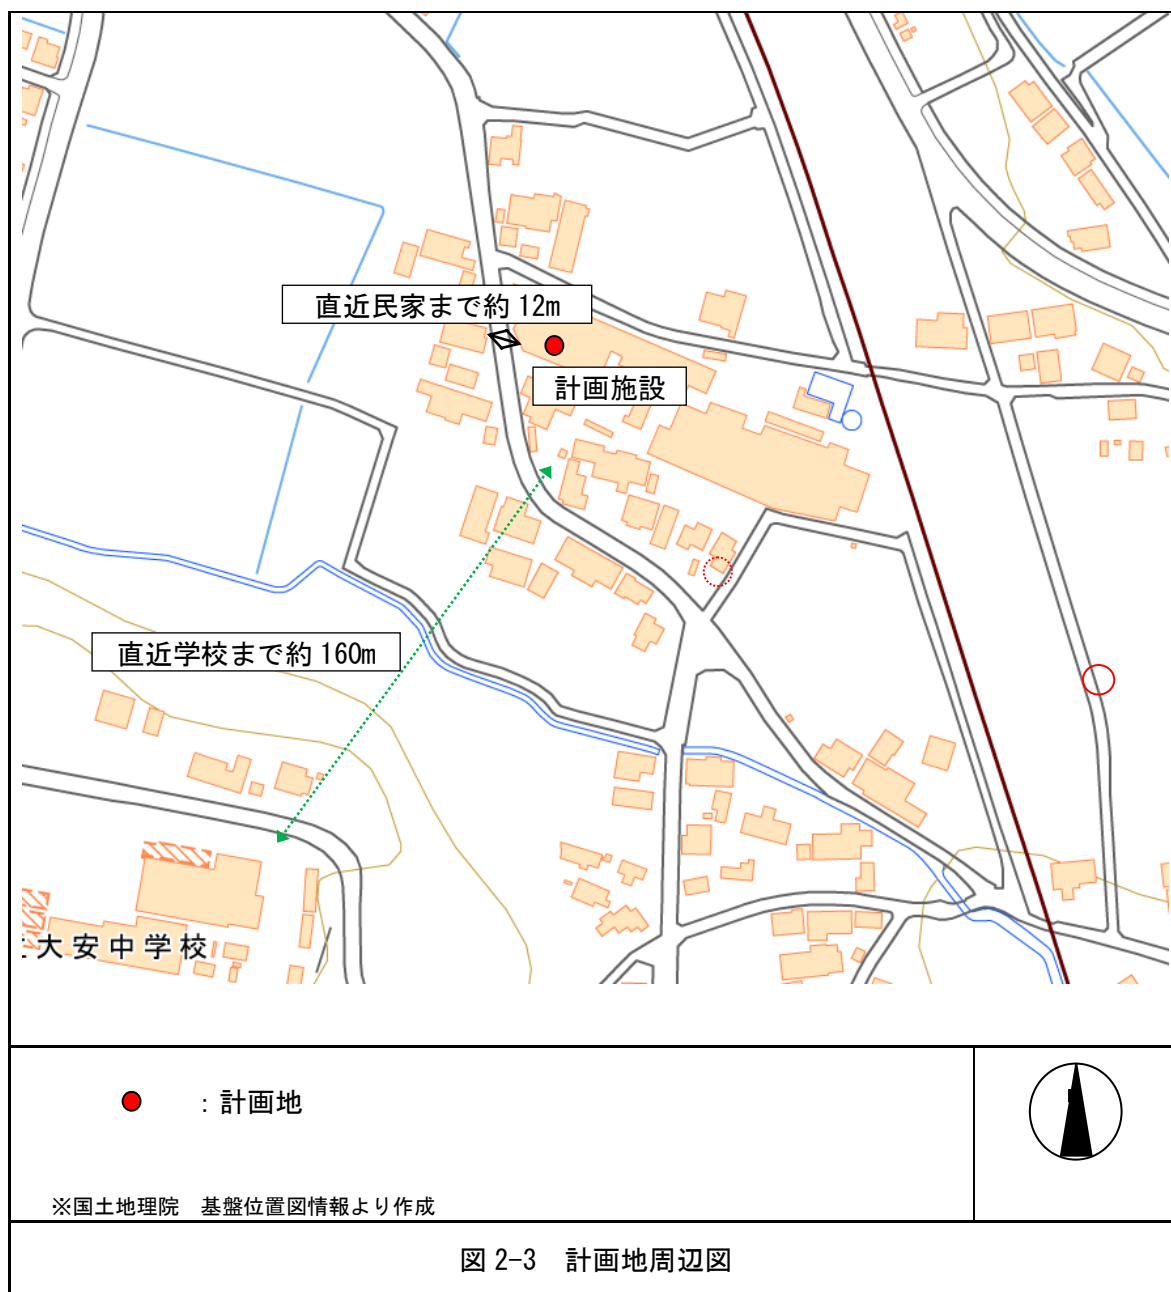 直近民家まで約 12m
計画施設
直近学校まで約 160m
大安中学校
：計画地
※国土地理院　基盤位置図情報より作成
図 2-3　計画地周辺図